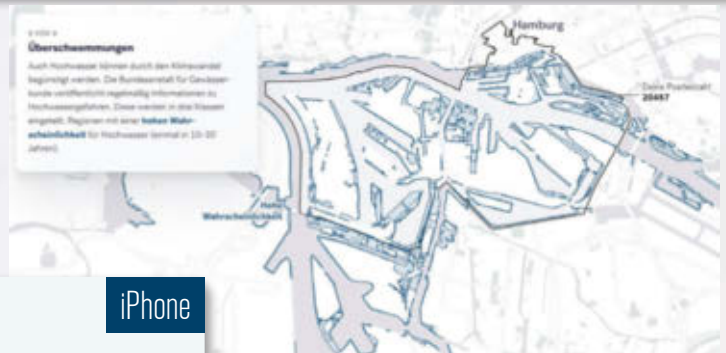 Überschwemmungen
Auch Hochwasser können durch den Klimawandel
begünstigt werden. Die Bundesanstalt für Gewässer-
kunde veröffentlicht regelmäßig Informationen zu
Hochwassergefahren. Diese werden in drei Klassen
eingeteilt: Regionen mit einer hohen Wahr-
scheinlichkeit für Hochwasser (einmal in 10–30
Jahren).
Hamburg
Deine Postleitzahl
20457
Hohe
Wahrscheinlichkeit
iPhone